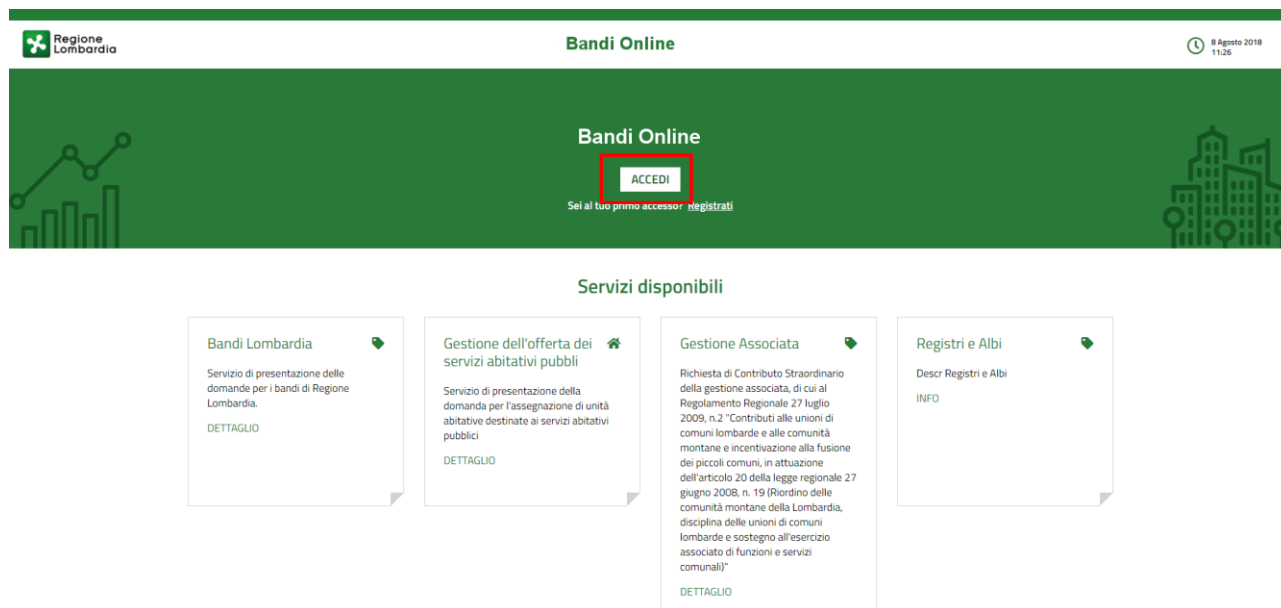 Regione
Lombardia
Bandi Online
8 Agosto 2018
11:26
Bandi Online
ACCEDI
Sei al tuo primo accesso? Registrati
Servizi disponibili
Bandi Lombardia
Servizio di presentazione delle
domande per i bandi di Regione
Lombardia.
DETTAGLIO
Gestione dell'offerta dei
servizi abitativi pubbli
Servizio di presentazione della
domanda per l'assegnazione di unità
abitative destinate ai servizi abitativi
pubblici
DETTAGLIO
Gestione Associata
Richiesta di Contributo Straordinario
della gestione associata, di cui al
Regolamento Regionale 27 luglio
2009, n.2 "Contributi alle unioni di
comuni lombarde e alle comunità
montane e incentivazione alla fusione
dei piccoli comuni, in attuazione
dell'articolo 20 della legge regionale 27
giugno 2008, n. 19 (Riordino delle
comunità montane della Lombardia,
disciplina delle unioni di comuni
lombarde e sostegno all'esercizio
associato di funzioni e servizi
comunali)"
DETTAGLIO
Registri e Albi
Descr Registri e Albi
INFO